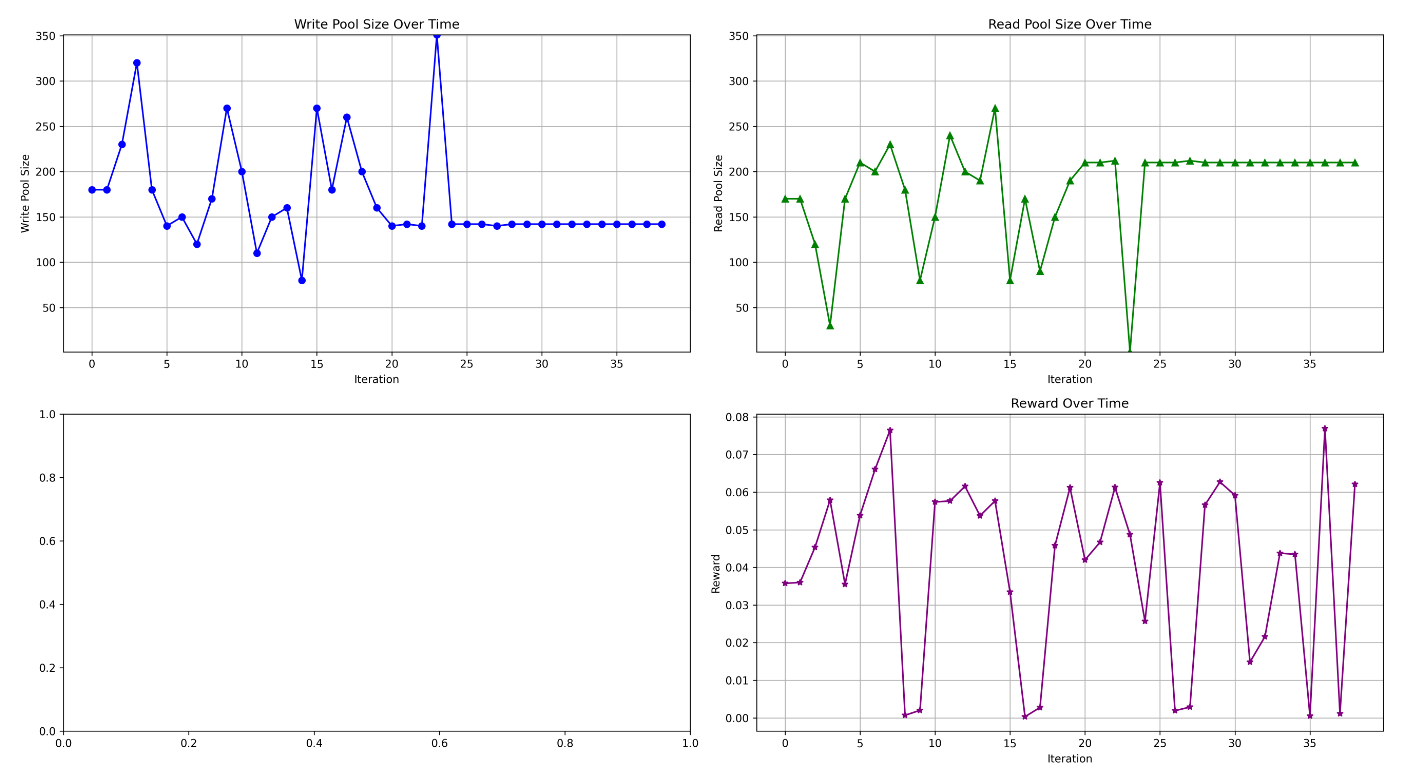 Write Pool Size Over Time
350
300
250
200
150
100
50
Write Pool Size
0 5 10 15 20 25 30 35
Iteration
Read Pool Size Over Time
350
300
250
200
150
100
50
Read Pool Size
0 5 10 15 20 25 30 35
Iteration
1.0
0.8
0.6
0.4
0.2
0.0
0.0 0.2 0.4 0.6 0.8 1.0
Reward Over Time
0.08
0.07
0.06
0.05
0.04
0.03
0.02
0.01
0.00
Reward
0 5 10 15 20 25 30 35
Iteration